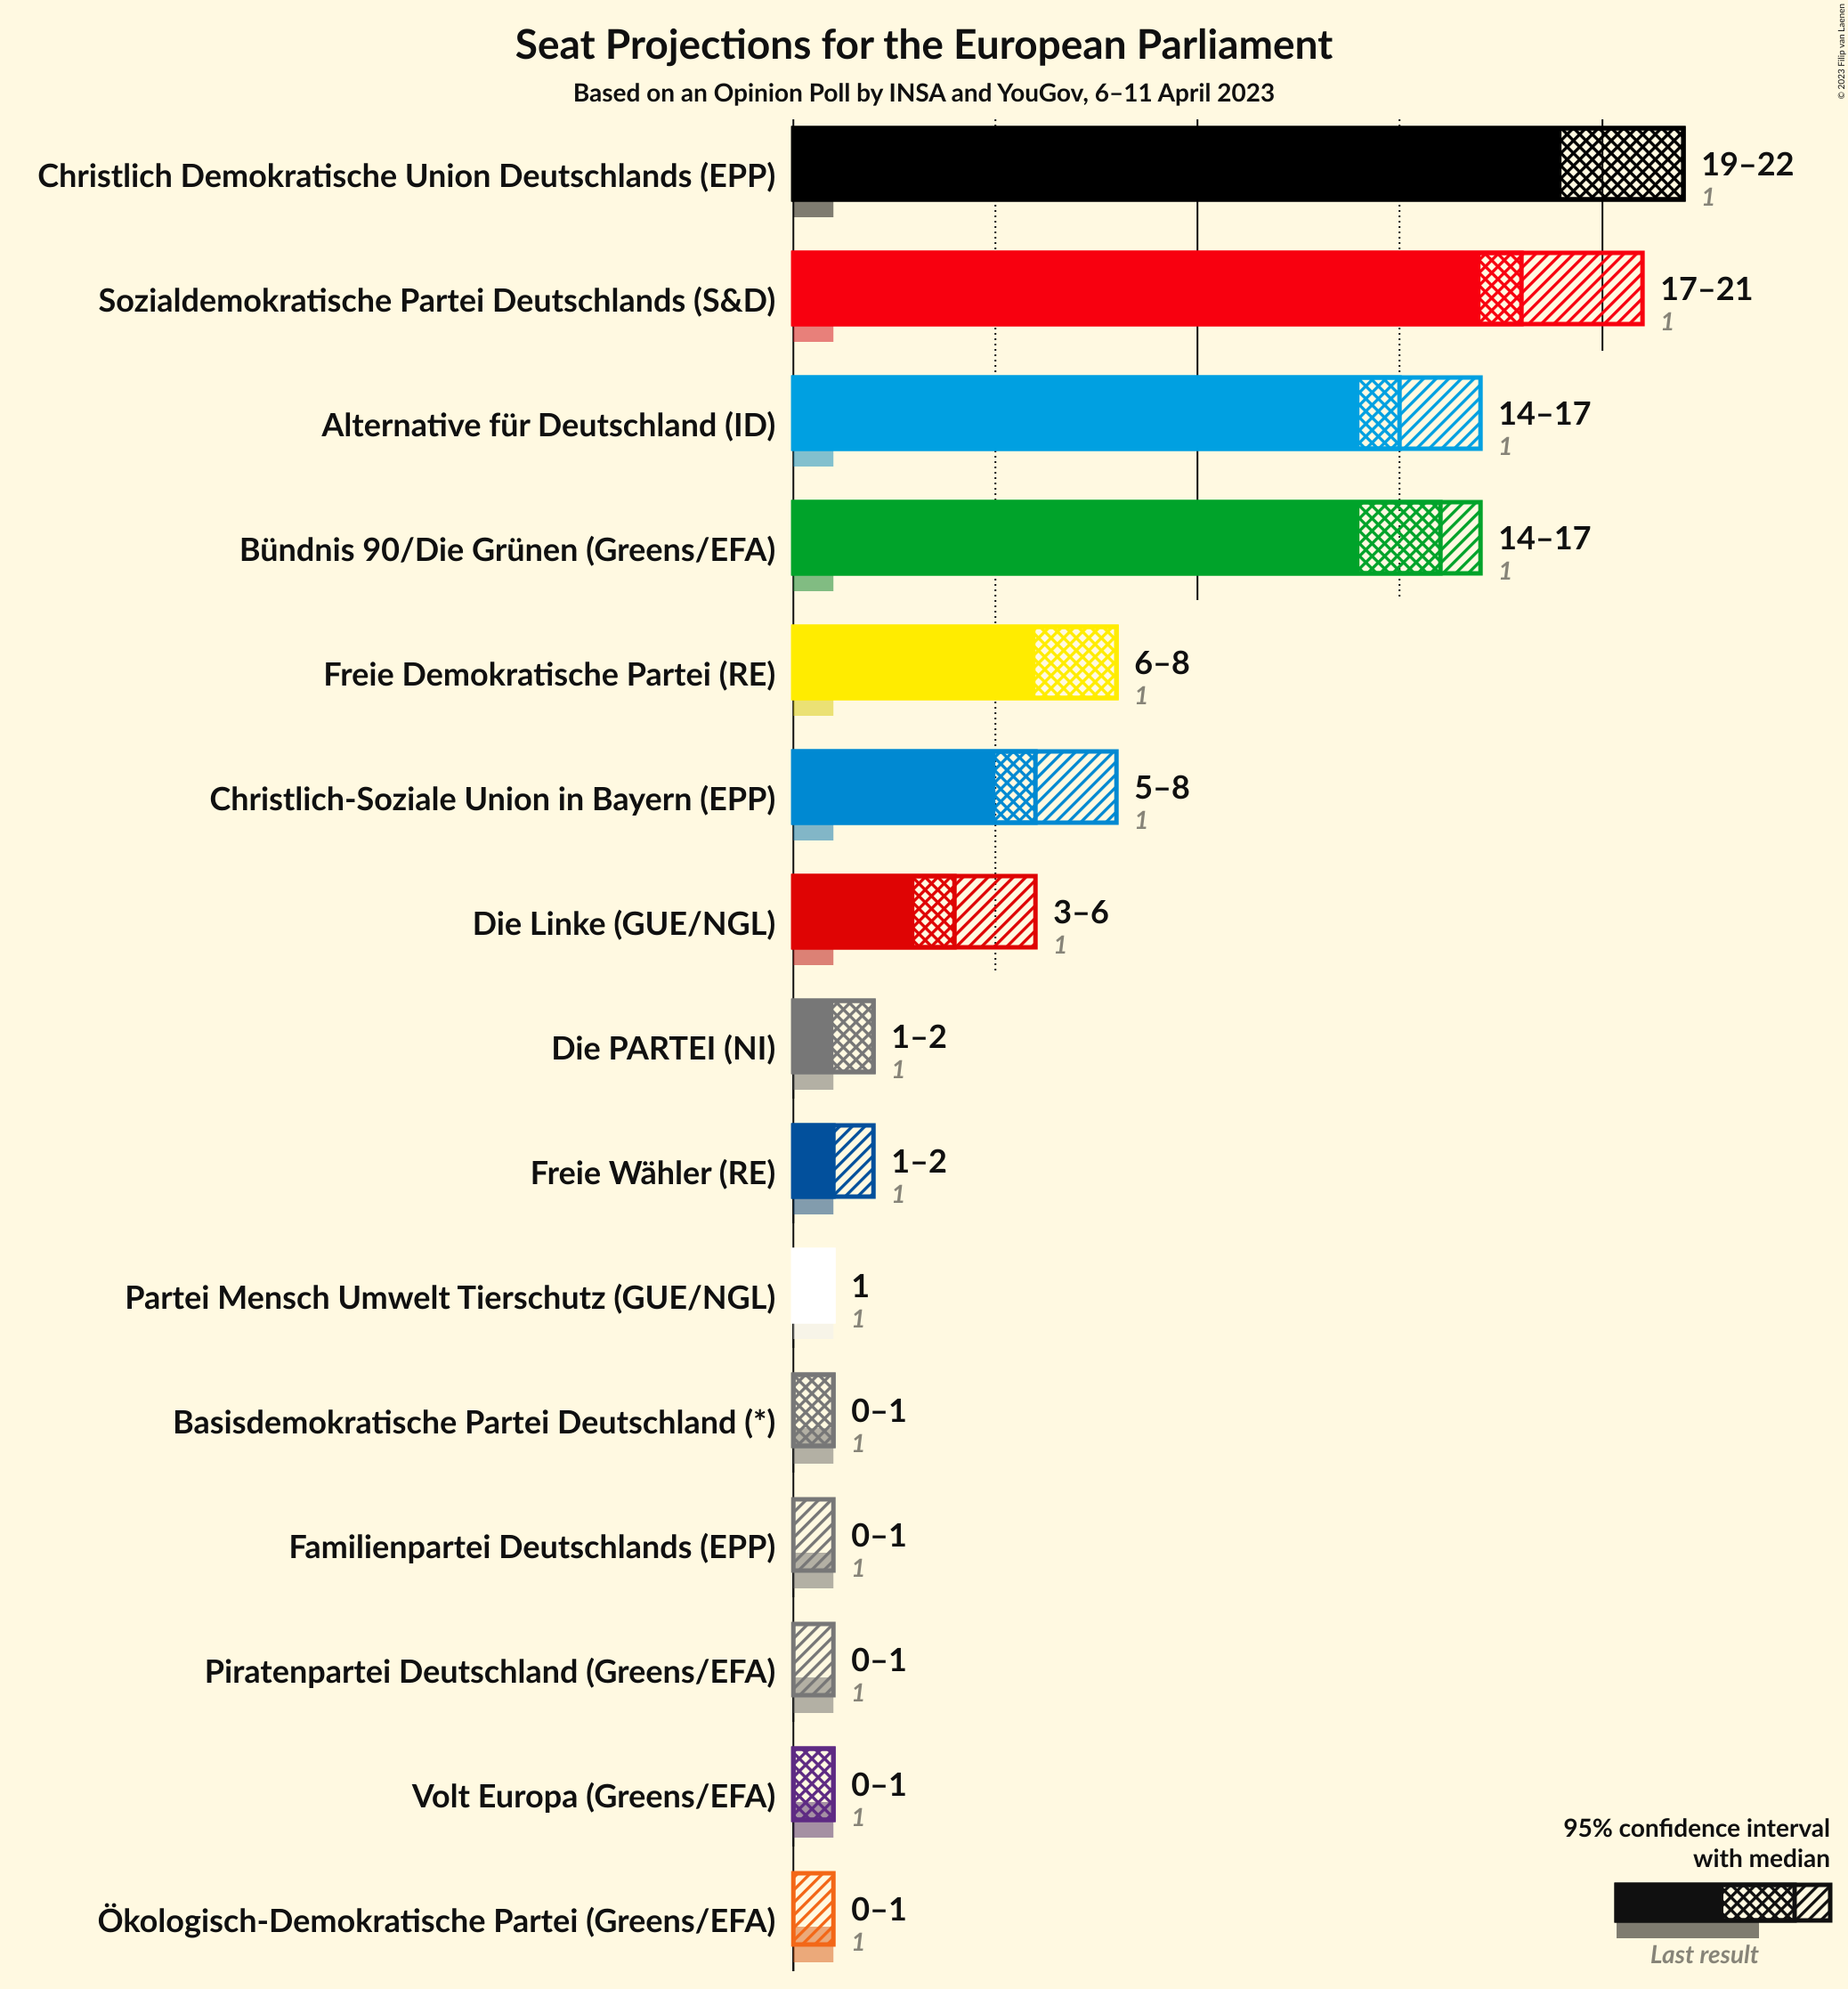 Seat Projections for the European Parliament
Based on an Opinion Poll by INSA and YouGov, 6–11 April 2023
© 2023 Filip van Laenen
Christlich Demokratische Union Deutschlands (EPP)
19–22
1
Sozialdemokratische Partei Deutschlands (S&D)
17–21
1
Alternative für Deutschland (ID)
14–17
1
Bündnis 90/Die Grünen (Greens/EFA)
14–17
1
Freie Demokratische Partei (RE)
6–8
1
Christlich-Soziale Union in Bayern (EPP)
5–8
1
Die Linke (GUE/NGL)
3–6
1
Die PARTEI (NI)
1–2
1
Freie Wähler (RE)
1–2
1
Partei Mensch Umwelt Tierschutz (GUE/NGL)
1
1
Basisdemokratische Partei Deutschland (*)
0–1
1
Familienpartei Deutschlands (EPP)
0–1
1
Piratenpartei Deutschland (Greens/EFA)
0–1
1
Volt Europa (Greens/EFA)
0–1
1
Ökologisch-Demokratische Partei (Greens/EFA)
0–1
1
95% confidence interval
with median
Last result